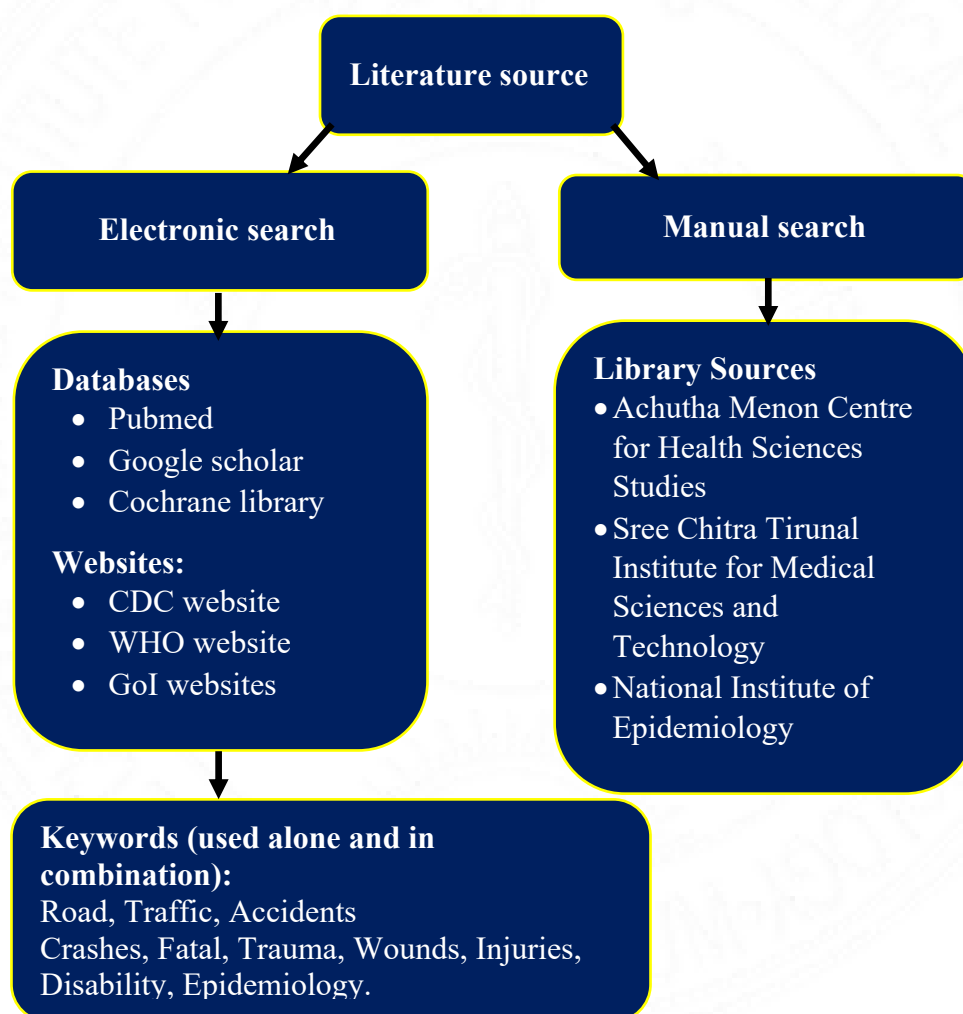 Literature source
Electronic search
Manual search
Databases
• Pubmed
• Google scholar
• Cochrane library
Websites:
• CDC website
• WHO website
• GoI websites
Library Sources
• Achutha Menon Centre
for Health Sciences
Studies
• Sree Chitra Tirunal
Institute for Medical
Sciences and
Technology
• National Institute of
Epidemiology
Keywords (used alone and in
combination):
Road, Traffic, Accidents
Crashes, Fatal, Trauma, Wounds, Injuries,
Disability, Epidemiology.